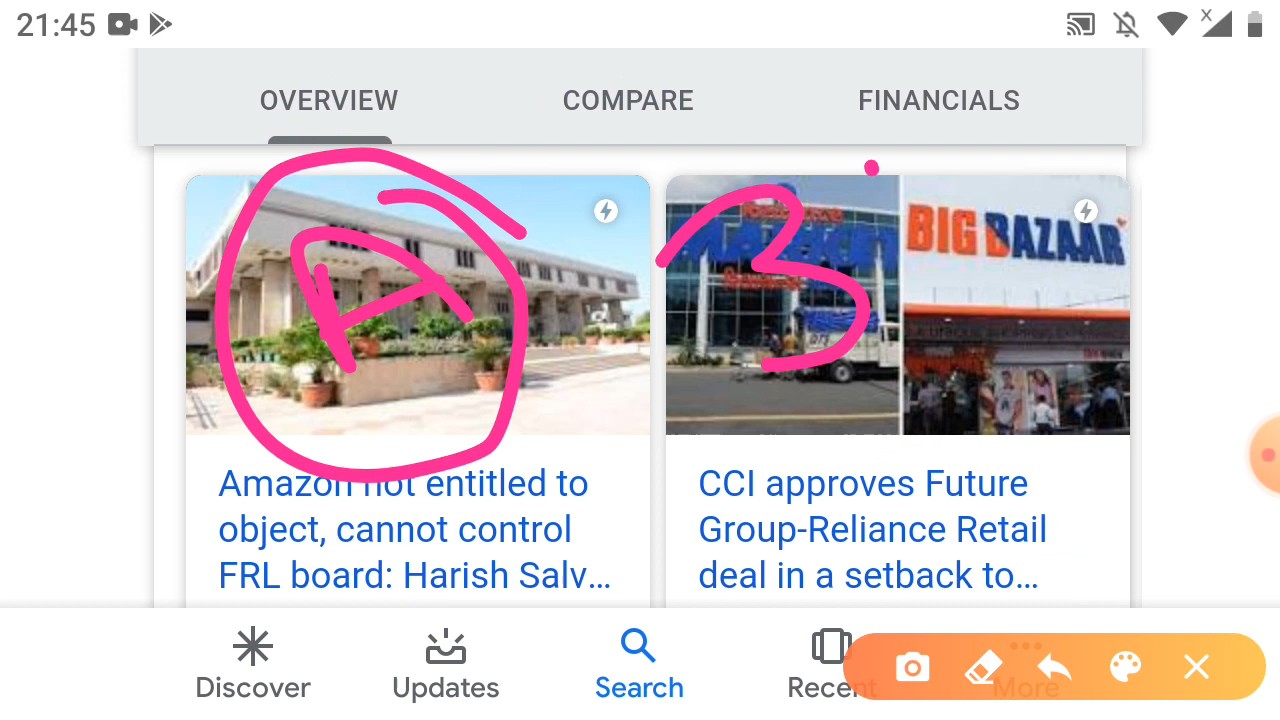 21:45
X
OVERVIEW COMPARE FINANCIALS
A
3
BIG BAZAAR
Amazon not entitled to
object, cannot control
FRL board: Harish Salv...
CCI approves Future
Group-Reliance Retail
deal in a setback to...
Discover Updates Search Recent More